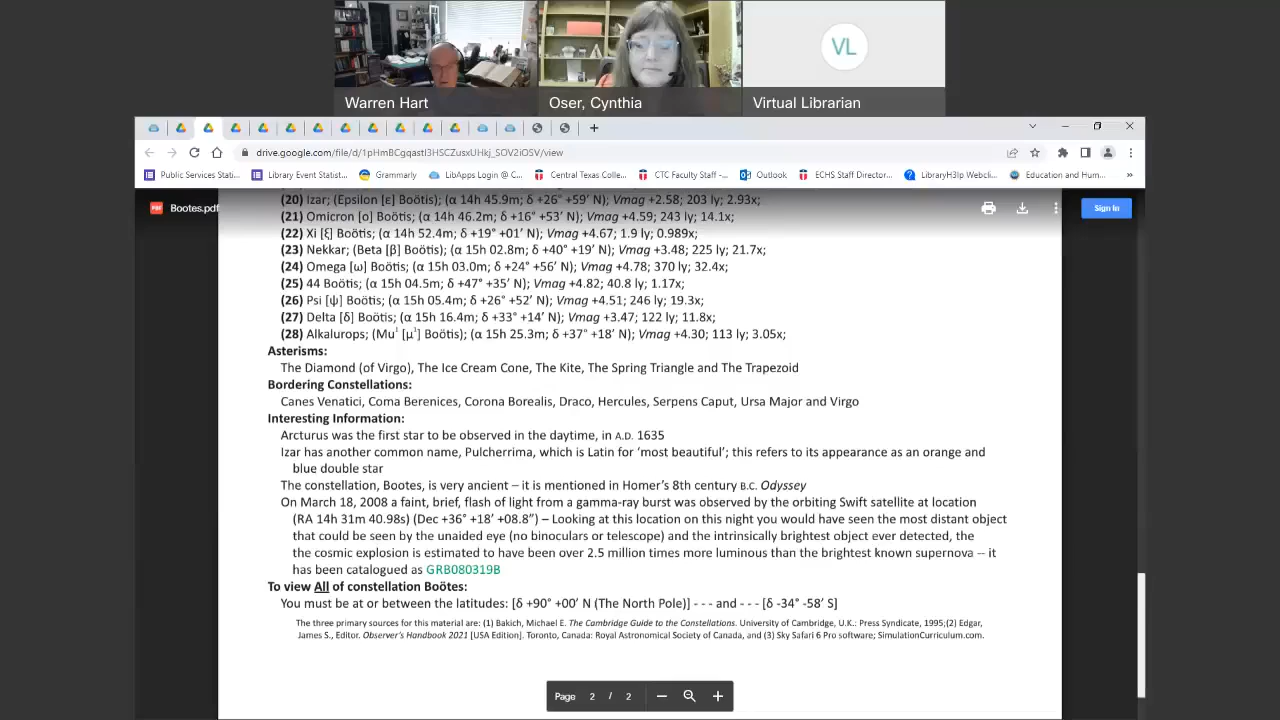 VL
Warren Hart
Oser, Cynthia
Virtual Librarian
drive.google.com/file/d/1pHmBCgqastI3HSCZusxUHkj_SOV2iOSV/view
Public Services Stati...
Library Event Statist...
Grammarly
LibApps Login @ C...
Central Texas Colle...
CTC Faculty Staff -...
Outlook
ECHS Staff Director...
LibraryH3lp Webcli...
Education and Hum...
»
Bootes.pdf
Sign in
(20) Izar; (Epsilon [ε] Boötis); (α 14h 45.9m; δ +26° +59′ N); Vmag +2.58; 203 ly; 2.93x;
(21) Omicron [ο] Boötis; (α 14h 46.2m; δ +16° +53′ N); Vmag +4.59; 243 ly; 14.1x;
(22) Xi [ξ] Boötis; (α 14h 52.4m; δ +19° +01′ N); Vmag +4.67; 1.9 ly; 0.989x;
(23) Nekkar; (Beta [β] Boötis); (α 15h 02.8m; δ +40° +19′ N); Vmag +3.48; 225 ly; 21.7x;
(24) Omega [ω] Boötis; (α 15h 03.0m; δ +24° +56′ N); Vmag +4.78; 370 ly; 32.4x;
(25) 44 Boötis; (α 15h 04.5m; δ +47° +35′ N); Vmag +4.82; 40.8 ly; 1.17x;
(26) Psi [ψ] Boötis; (α 15h 05.4m; δ +26° +52′ N); Vmag +4.51; 246 ly; 19.3x;
(27) Delta [δ] Boötis; (α 15h 16.4m; δ +33° +14′ N); Vmag +3.47; 122 ly; 11.8x;
(28) Alkalurops; (Mu¹ [μ¹] Boötis); (α 15h 25.3m; δ +37° +18′ N); Vmag +4.30; 113 ly; 3.05x;
Asterisms:
The Diamond (of Virgo), The Ice Cream Cone, The Kite, The Spring Triangle and The Trapezoid
Bordering Constellations:
Canes Venatici, Coma Berenices, Corona Borealis, Draco, Hercules, Serpens Caput, Ursa Major and Virgo
Interesting Information:
Arcturus was the first star to be observed in the daytime, in A.D. 1635
Izar has another common name, Pulcherrima, which is Latin for ‘most beautiful’; this refers to its appearance as an orange and
blue double star
The constellation, Bootes, is very ancient – it is mentioned in Homer’s 8th century B.C. Odyssey
On March 18, 2008 a faint, brief, flash of light from a gamma-ray burst was observed by the orbiting Swift satellite at location
(RA 14h 31m 40.98s) (Dec +36° +18′ +08.8″) – Looking at this location on this night you would have seen the most distant object
that could be seen by the unaided eye (no binoculars or telescope) and the intrinsically brightest object ever detected, the
the cosmic explosion is estimated to have been over 2.5 million times more luminous than the brightest known supernova -- it
has been catalogued as GRB080319B
To view All of constellation Boötes:
You must be at or between the latitudes: [δ +90° +00′ N (The North Pole)] - - - and - - - [δ -34° -58′ S]
The three primary sources for this material are: (1) Bakich, Michael E. The Cambridge Guide to the Constellations. University of Cambridge, U.K.: Press Syndicate, 1995;(2) Edgar,
James S., Editor. Observer’s Handbook 2021 [USA Edition]. Toronto, Canada: Royal Astronomical Society of Canada, and (3) Sky Safari 6 Pro software; SimulationCurriculum.com.
Page 2 / 2